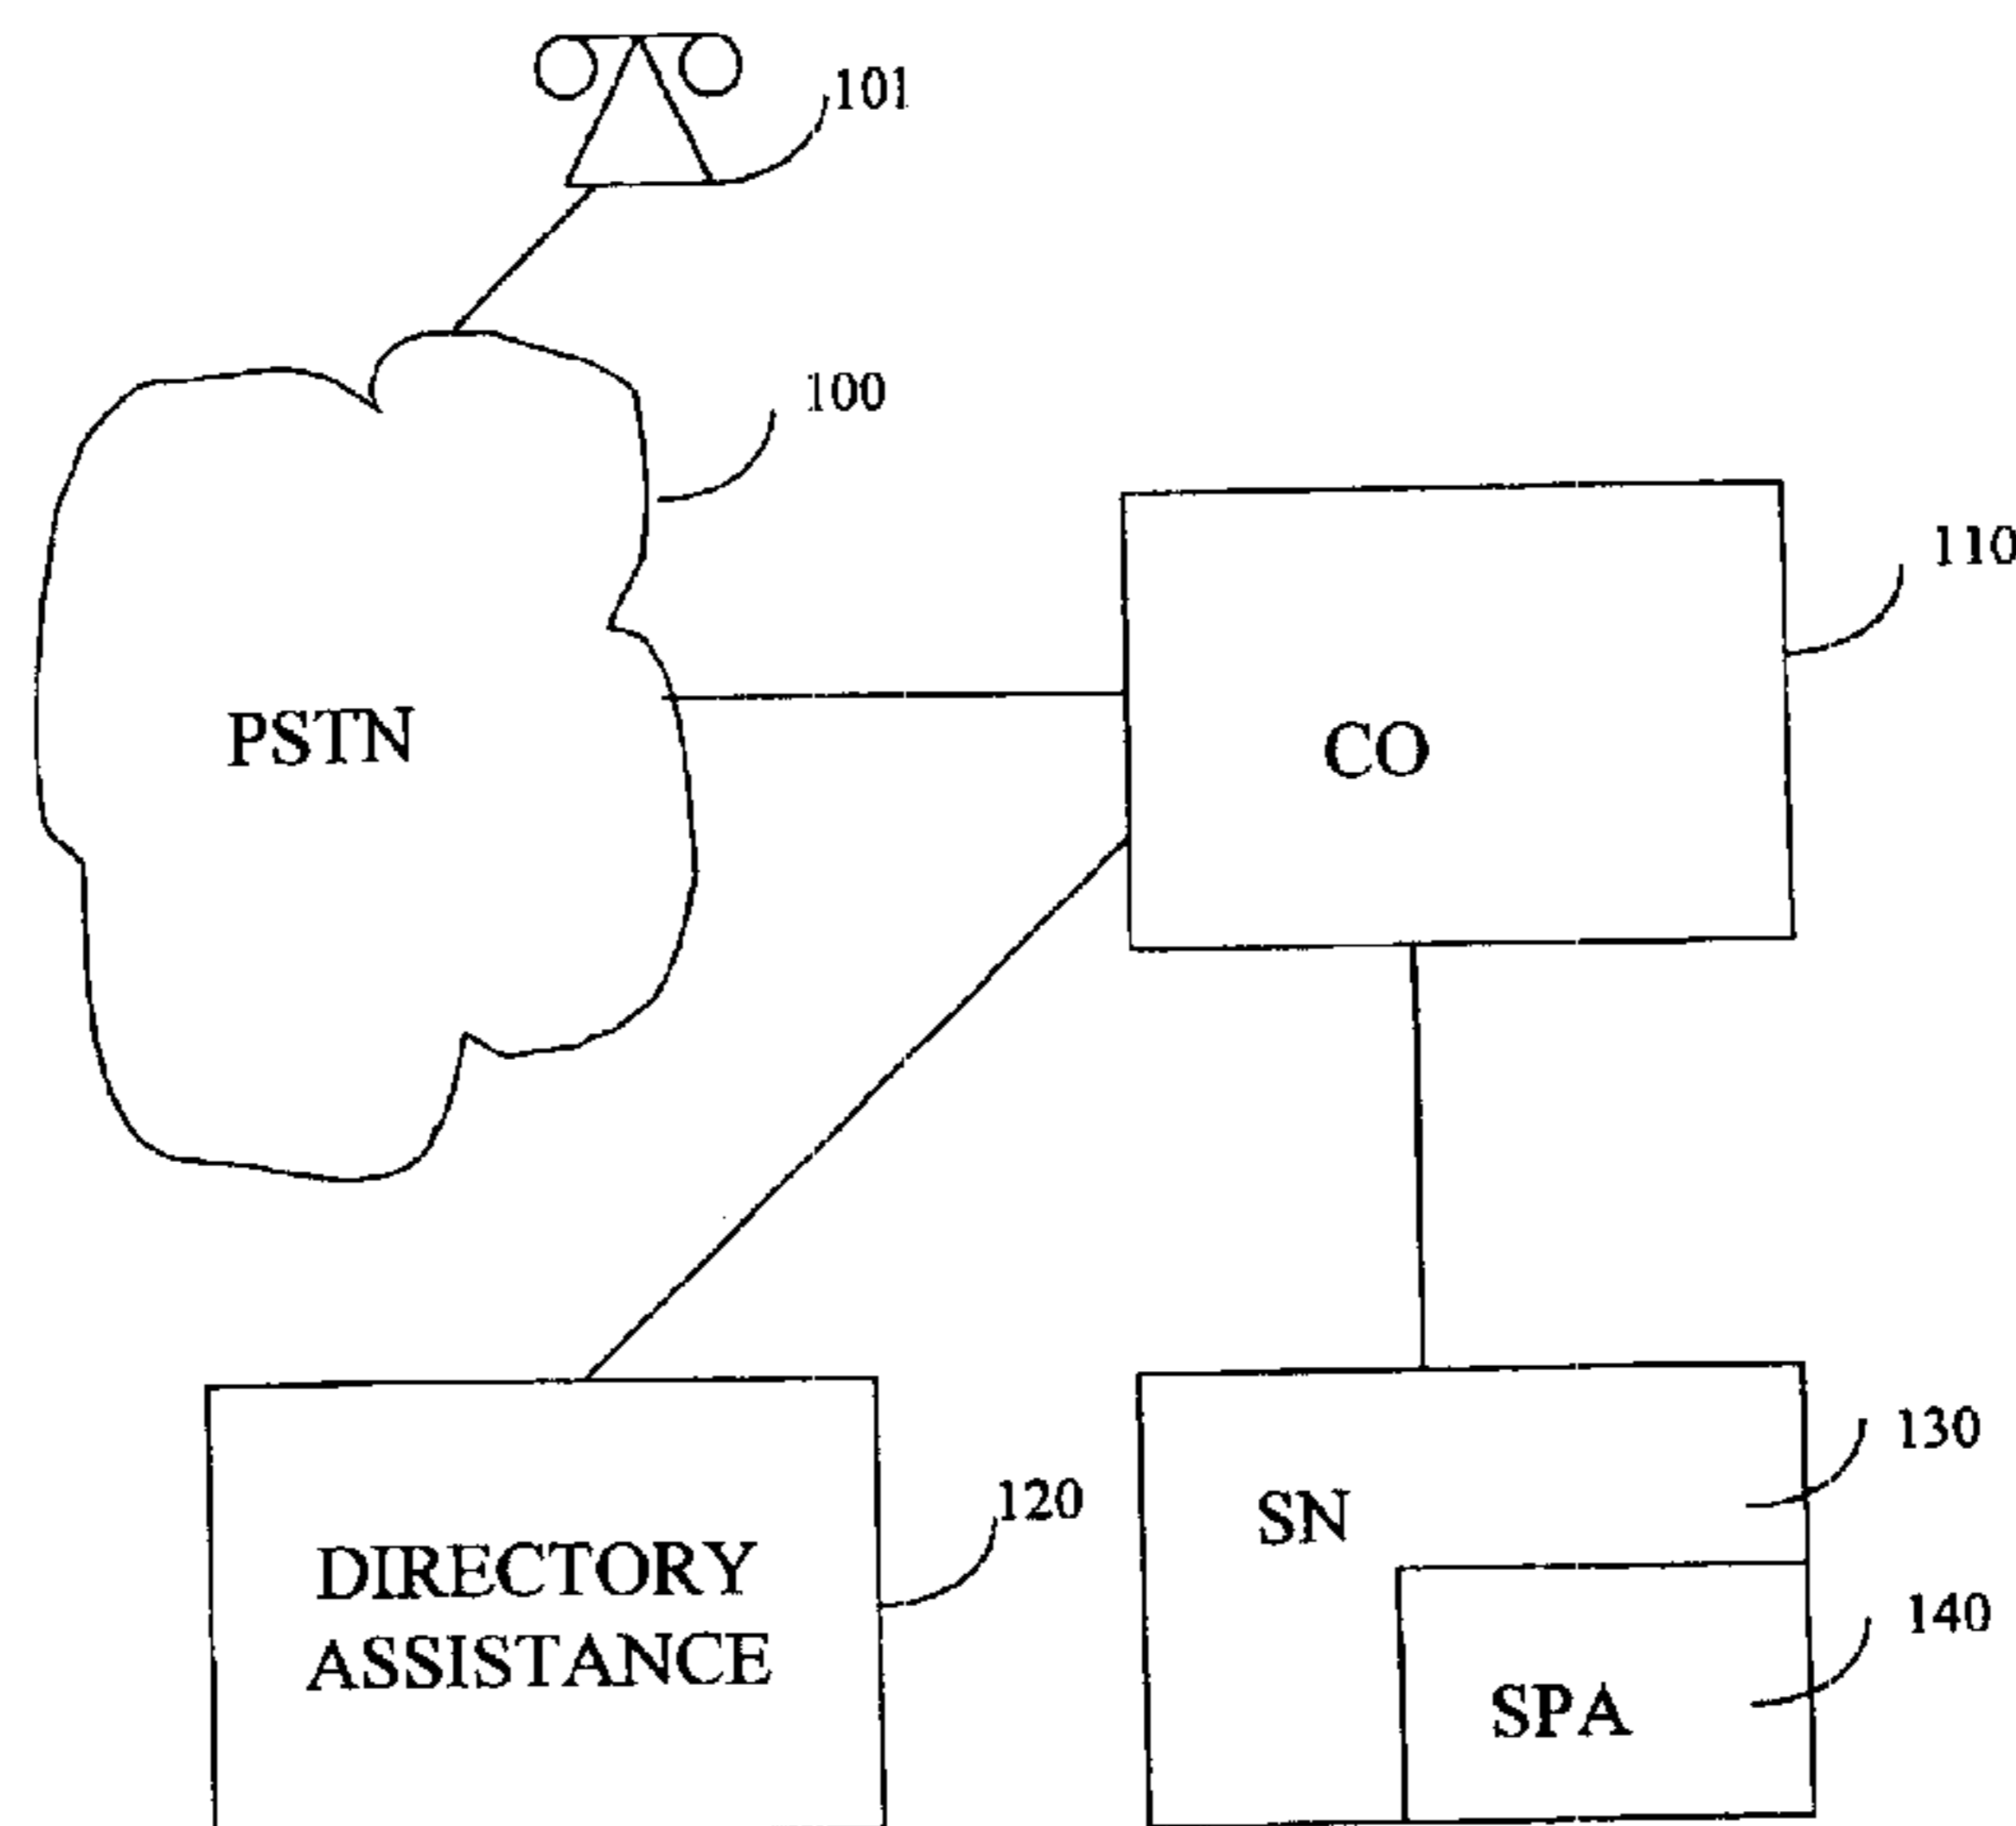 101
100
110
PSTN
CO
130
120
SN
DIRECTORY
ASSISTANCE
140
SPA